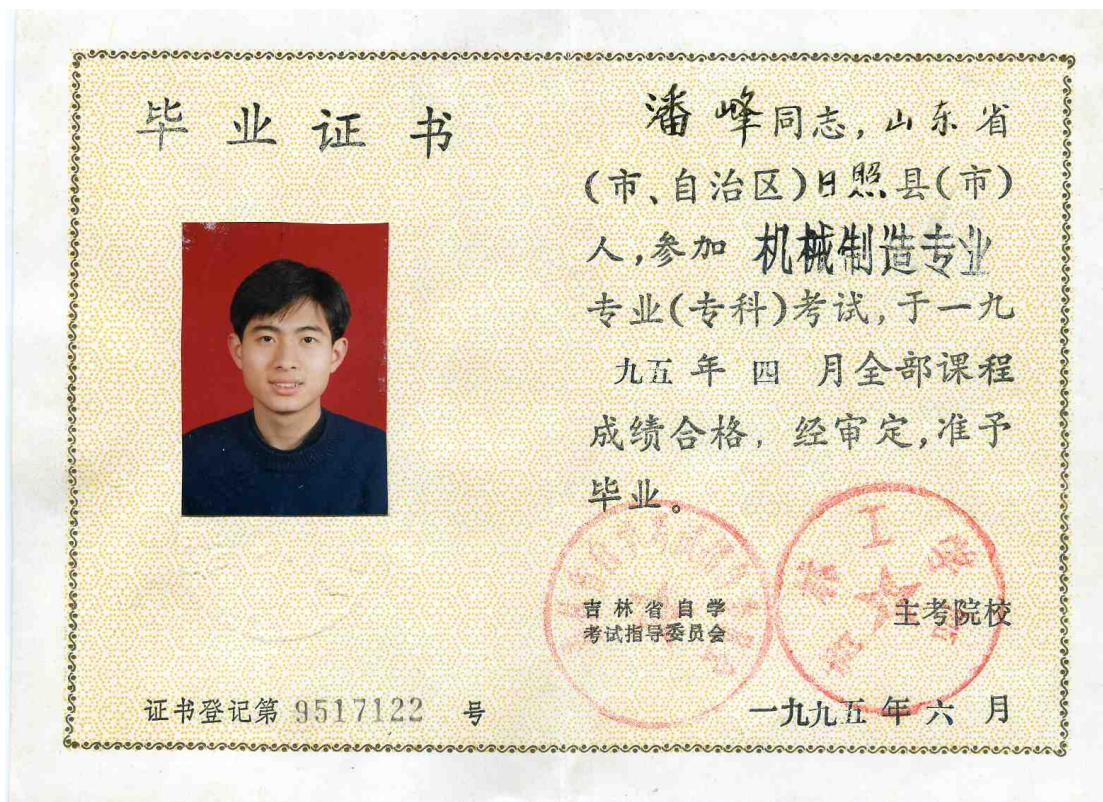 毕业证书
潘峰同志，山东省
(市、自治区)日照县(市)
人，参加 机械制造专业
专业(专科)考试，于一九
九五年四月全部课程
成绩合格，经审定，准予
毕业。
吉林省自学
考试指导委员会
主考院校
证书登记第 9517122 号
一九九五年六月